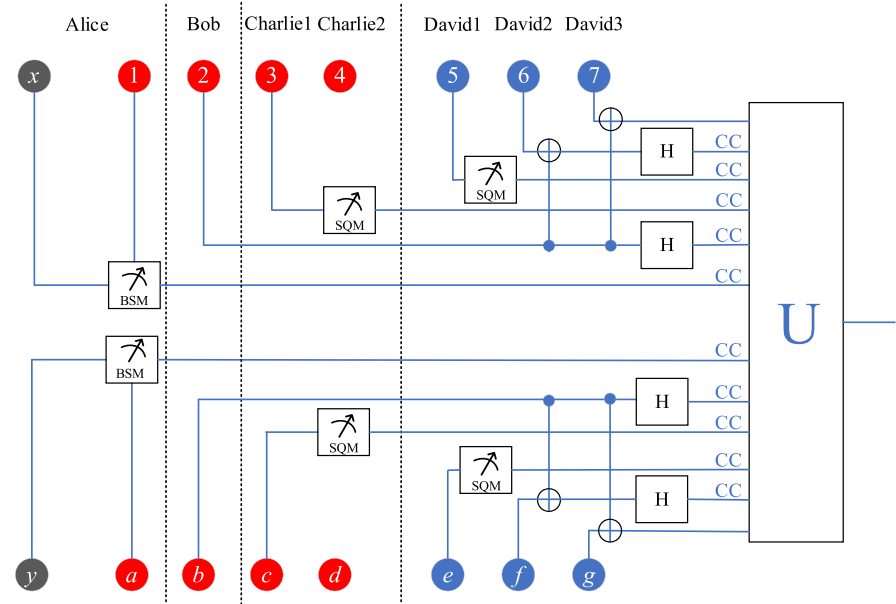 Alice Bob Charlie1 Charlie2 David1 David2 David3
x 1 2 3 4 5 6 7
H CC
SQM CC
SQM CC
H CC
BSM CC
U
BSM CC
H CC
SQM CC
SQM CC
H CC
y a b c d e f g